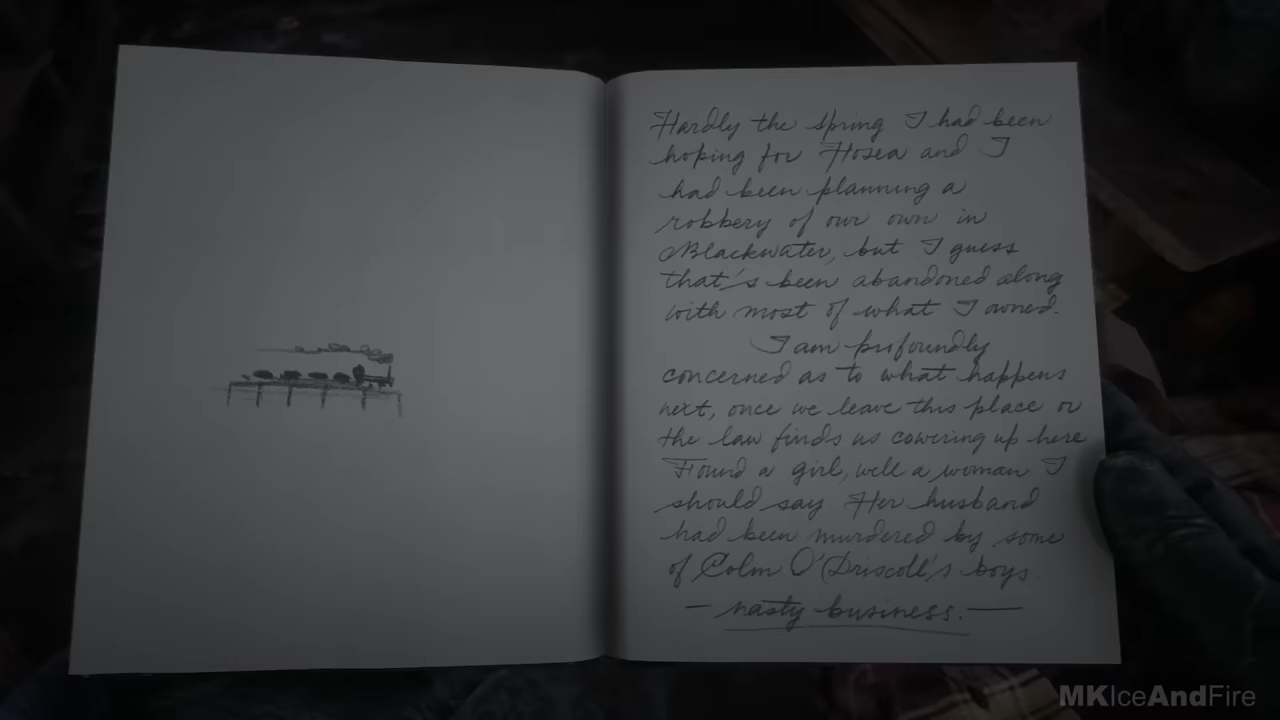 Hardly the spring I had been
hoping for Hosea and I
had been planning a
robbery of our own in
Blackwater, but I guess
that's been abandoned along
with most of what I owned.
I am profoundly
concerned as to what happens
next, once we leave this place or
the law finds us cowering up here
Found a girl, well a woman I
should say Her husband
had been murdered by some
of Colm O'Driscoll's boys.
— nasty business. —
MKIceAndFire